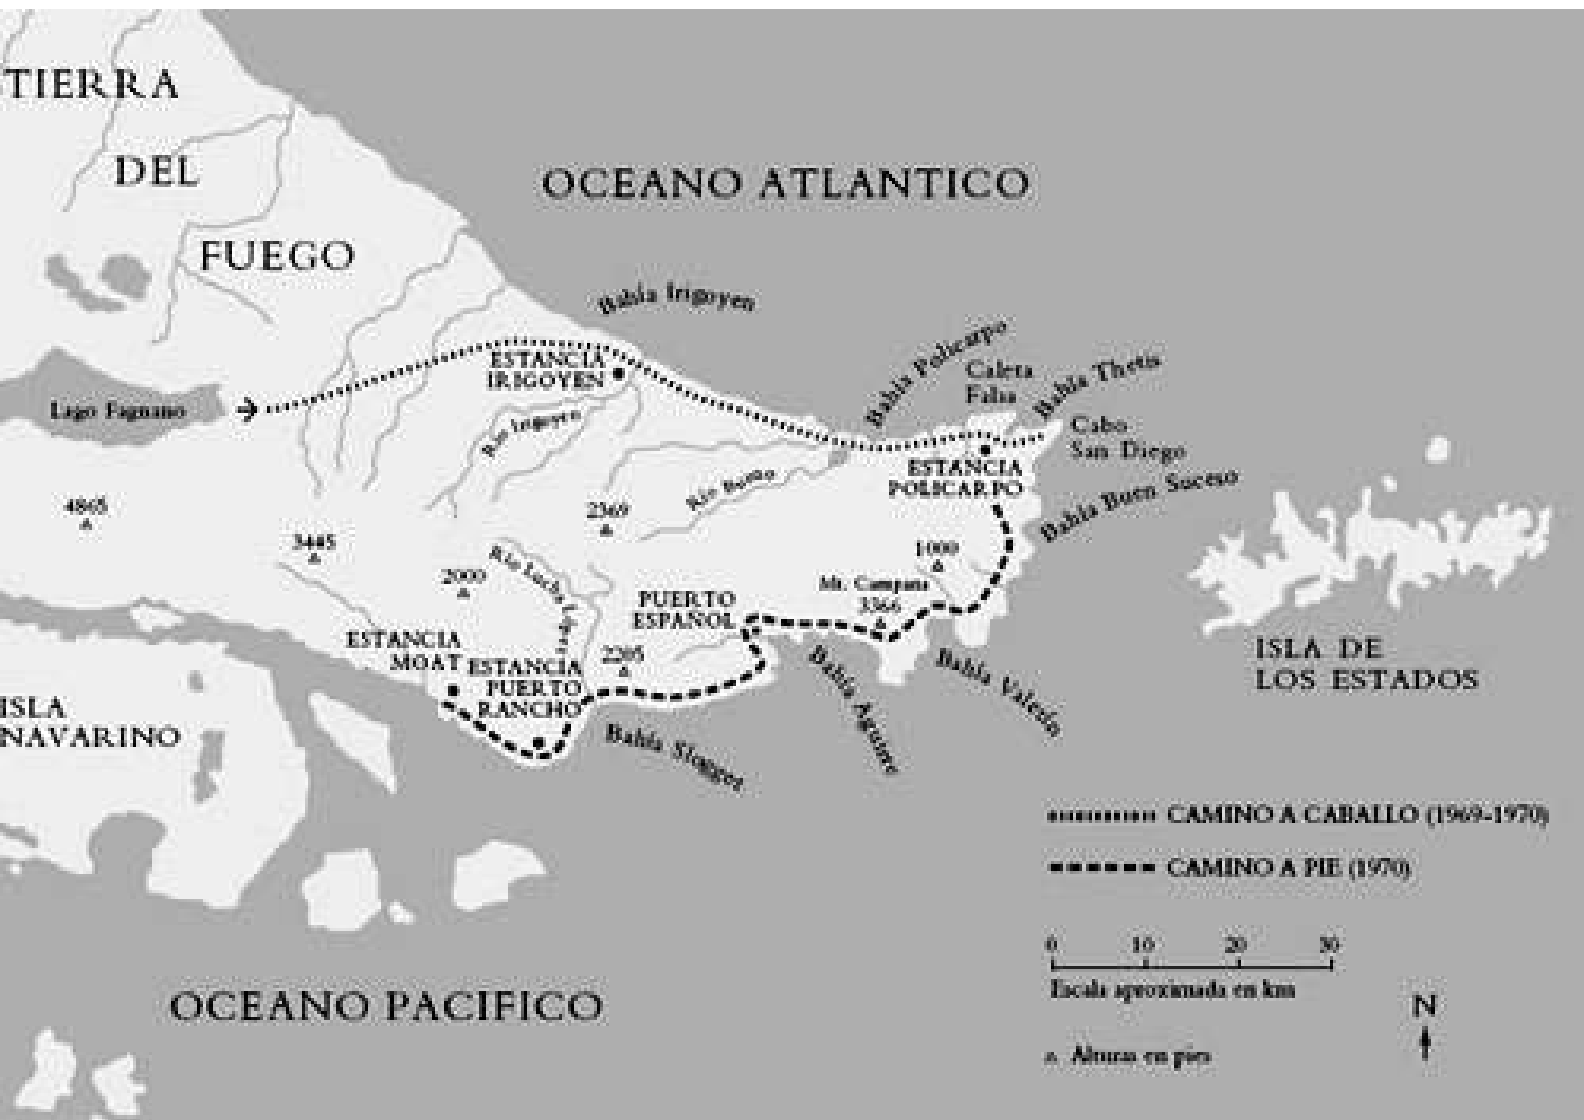 TIERRA
DEL
FUEGO
OCEANO ATLANTICO
Bahía Irigoyen
Bahía Policarpo
Caleta
Falsa
Bahía Thetis
Cabo
San Diego
ESTANCIA
IRIGOYEN
Lago Fagnano
Río Irigoyen
ESTANCIA
POLICARPO
Río Bueno
Bahía Buen Suceso
4865
3445
2369
2000
1000
Río Lucha
Mt. Campana
3366
PUERTO
ESPAÑOL
ESTANCIA
MOAT
ESTANCIA
PUERTO
RANCHO
2205
Bahía Slogget
Bahía Aguirre
Bahía Valentín
ISLA DE
LOS ESTADOS
ISLA
NAVARINO
CAMINO A CABALLO (1969-1970)
CAMINO A PIE (1970)
0 10 20 30
Escala aproximada en km
N
Alturas en pies
OCEANO PACIFICO